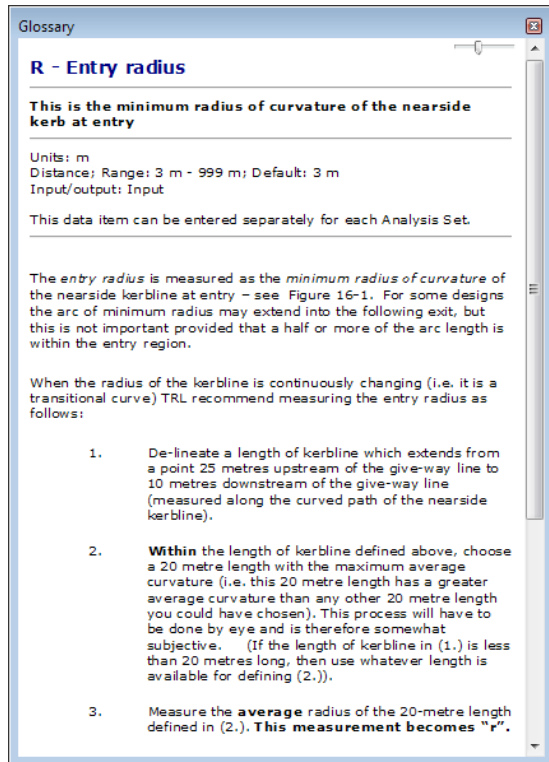 Glossary
R - Entry radius
This is the minimum radius of curvature of the nearside
kerb at entry
Units: m
Distance; Range: 3 m - 999 m; Default: 3 m
Input/output: Input
This data item can be entered separately for each Analysis Set.
The entry radius is measured as the minimum radius of curvature of
the nearside kerbline at entry – see Figure 16-1. For some designs
the arc of minimum radius may extend into the following exit, but
this is not important provided that a half or more of the arc length is
within the entry region.
When the radius of the kerbline is continuously changing (i.e. it is a
transitional curve) TRL recommend measuring the entry radius as
follows:
1. De-lineate a length of kerbline which extends from
a point 25 metres upstream of the give-way line to
10 metres downstream of the give-way line
(measured along the curved path of the nearside
kerbline).
2. Within the length of kerbline defined above, choose
a 20 metre length with the maximum average
curvature (i.e. this 20 metre length has a greater
average curvature than any other 20 metre length
you could have chosen). This process will have to
be done by eye and is therefore somewhat
subjective. (If the length of kerbline in (1.) is less
than 20 metres long, then use whatever length is
available for defining (2.)).
3. Measure the average radius of the 20-metre length
defined in (2.). This measurement becomes “r”.